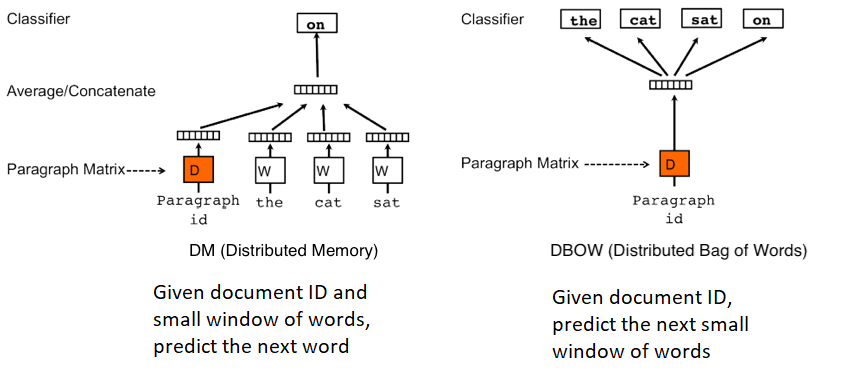 Classifier
on
Average/Concatenate
Paragraph Matrix
D
W
W
W
Paragraph the cat sat
id
DM (Distributed Memory)
Given document ID and
small window of words,
predict the next word
Classifier
the cat sat on
Paragraph Matrix
D
Paragraph
id
DBOW (Distributed Bag of Words)
Given document ID,
predict the next small
window of words